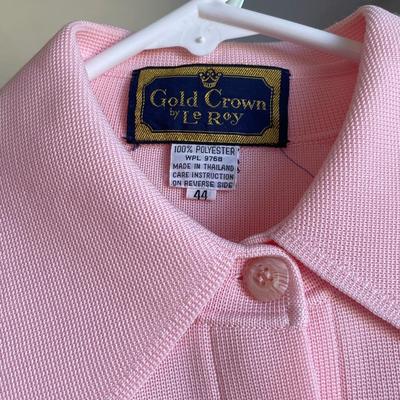 Gold Crown
by Le Roy
100% POLYESTER
WPL 9768
MADE IN THAILAND
CARE INSTRUCTION
ON REVERSE SIDE
44